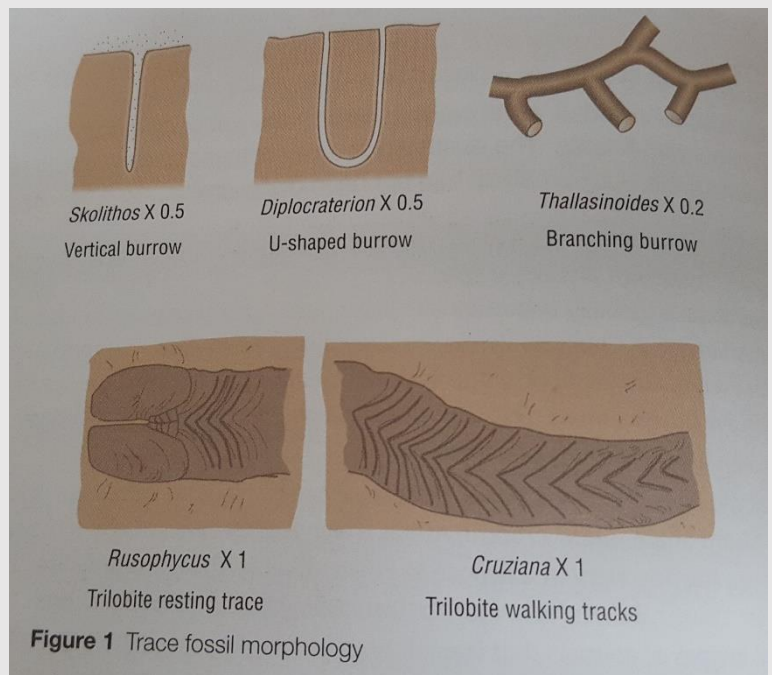 Skolithos X 0.5
Vertical burrow
Diplocraterion X 0.5
U-shaped burrow
Thallasinoides X 0.2
Branching burrow
Rusophycus X 1
Trilobite resting trace
Cruziana X 1
Trilobite walking tracks
Figure 1 Trace fossil morphology